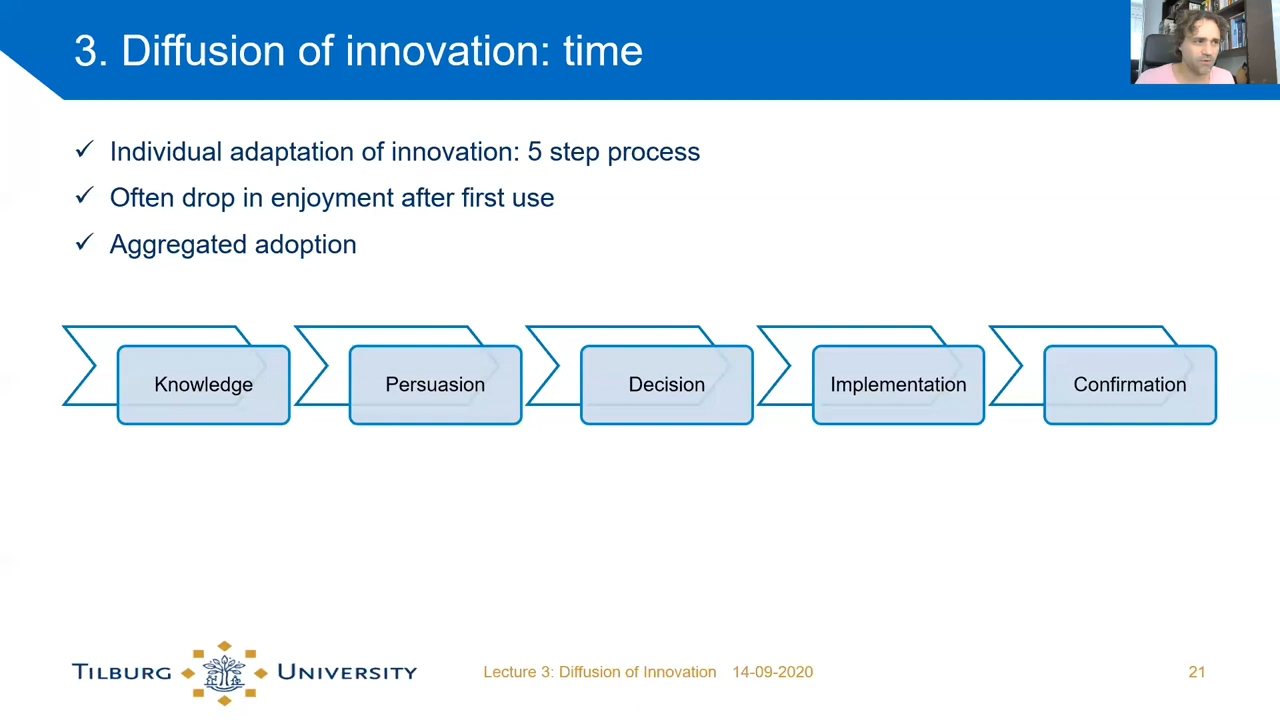 3. Diffusion of innovation: time
✓ Individual adaptation of innovation: 5 step process
✓ Often drop in enjoyment after first use
✓ Aggregated adoption
Knowledge
Persuasion
Decision
Implementation
Confirmation
TILBURG UNIVERSITY
Lecture 3: Diffusion of Innovation 14-09-2020
21